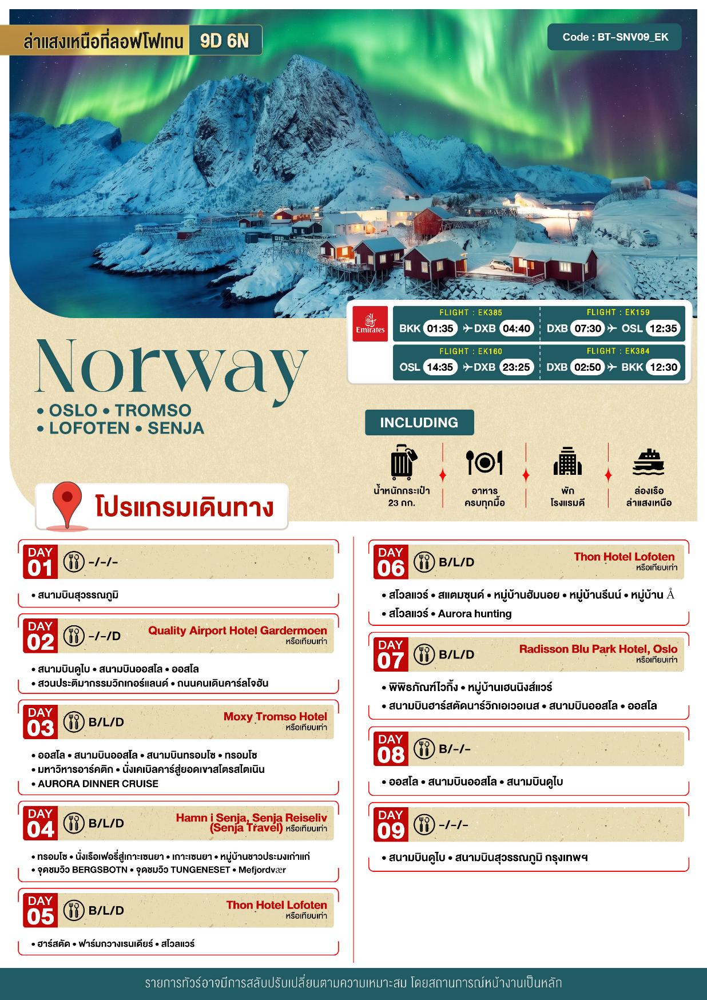 ล่าแสงเหนือที่ลอฟโฟเทน 9D 6N
Code : BT-SNV09_EK
Emirates
FLIGHT : EK385
BKK 01:35 DXB 04:40
FLIGHT : EK159
DXB 07:30 OSL 12:35
FLIGHT : EK160
OSL 14:35 DXB 23:25
FLIGHT : EK384
DXB 02:50 BKK 12:30
Norway
• OSLO • TROMSO
• LOFOTEN • SENJA
INCLUDING
น้ำหนักกระเป๋า
23 กก.
อาหาร
ครบทุกมื้อ
พัก
โรงแรมดี
ล่องเรือ
ล่าแสงเหนือ
โปรแกรมเดินทาง
DAY
01
-/-/-
• สนามบินสุวรรณภูมิ
DAY
02
-/-/D
Quality Airport Hotel Gardermoen
หรือเทียบเท่า
• สนามบินดูไบ • สนามบินออสโล • ออสโล
• สวนประติมากรรมวิกเกอร์แลนด์ • ถนนคนเดินคาร์ลโจฮัน
DAY
03
B/L/D
Moxy Tromso Hotel
หรือเทียบเท่า
• ออสโล • สนามบินออสโล • สนามบินทรอมโซ • ทรอมโซ
• มหาวิหารอาร์คติก • นั่งเคเบิลคาร์สู่ยอดเขาสโตรสไตเนิน
• AURORA DINNER CRUISE
DAY
04
B/L/D
Hamn i Senja, Senja Reiseliv
(Senja Travel) หรือเทียบเท่า
• ทรอมโซ • นั่งเรือเฟอรี่สู่เกาะเซนยา • เกาะเซนยา • หมู่บ้านชาวประมงเก่าแก่
• จุดชมวิว BERGSBOTN • จุดชมวิว TUNGENESET • Mefjordvær
DAY
05
B/L/D
Thon Hotel Lofoten
หรือเทียบเท่า
• ฮาร์สตัด • ฟาร์มกวางเรนเดียร์ • สโวลแวร์
DAY
06
B/L/D
Thon Hotel Lofoten
หรือเทียบเท่า
• สโวลแวร์ • สแตมซุนด์ • หมู่บ้านฮัมนอย • หมู่บ้านรีนน์ • หมู่บ้าน Å
• สโวลแวร์ • Aurora hunting
DAY
07
B/L/D
Radisson Blu Park Hotel, Oslo
หรือเทียบเท่า
• พิพิธภัณฑ์ไวกิ้ง • หมู่บ้านเฮนนิงส์แวร์
• สนามบินฮาร์สตัดนาร์วิกเอเวอเนส • สนามบินออสโล • ออสโล
DAY
08
B/-/-
• ออสโล • สนามบินออสโล • สนามบินดูไบ
DAY
09
-/-/-
• สนามบินดูไบ • สนามบินสุวรรณภูมิ กรุงเทพฯ
รายการทัวร์อาจมีการสลับปรับเปลี่ยนตามความเหมาะสม โดยสถานการณ์หน้างานเป็นหลัก